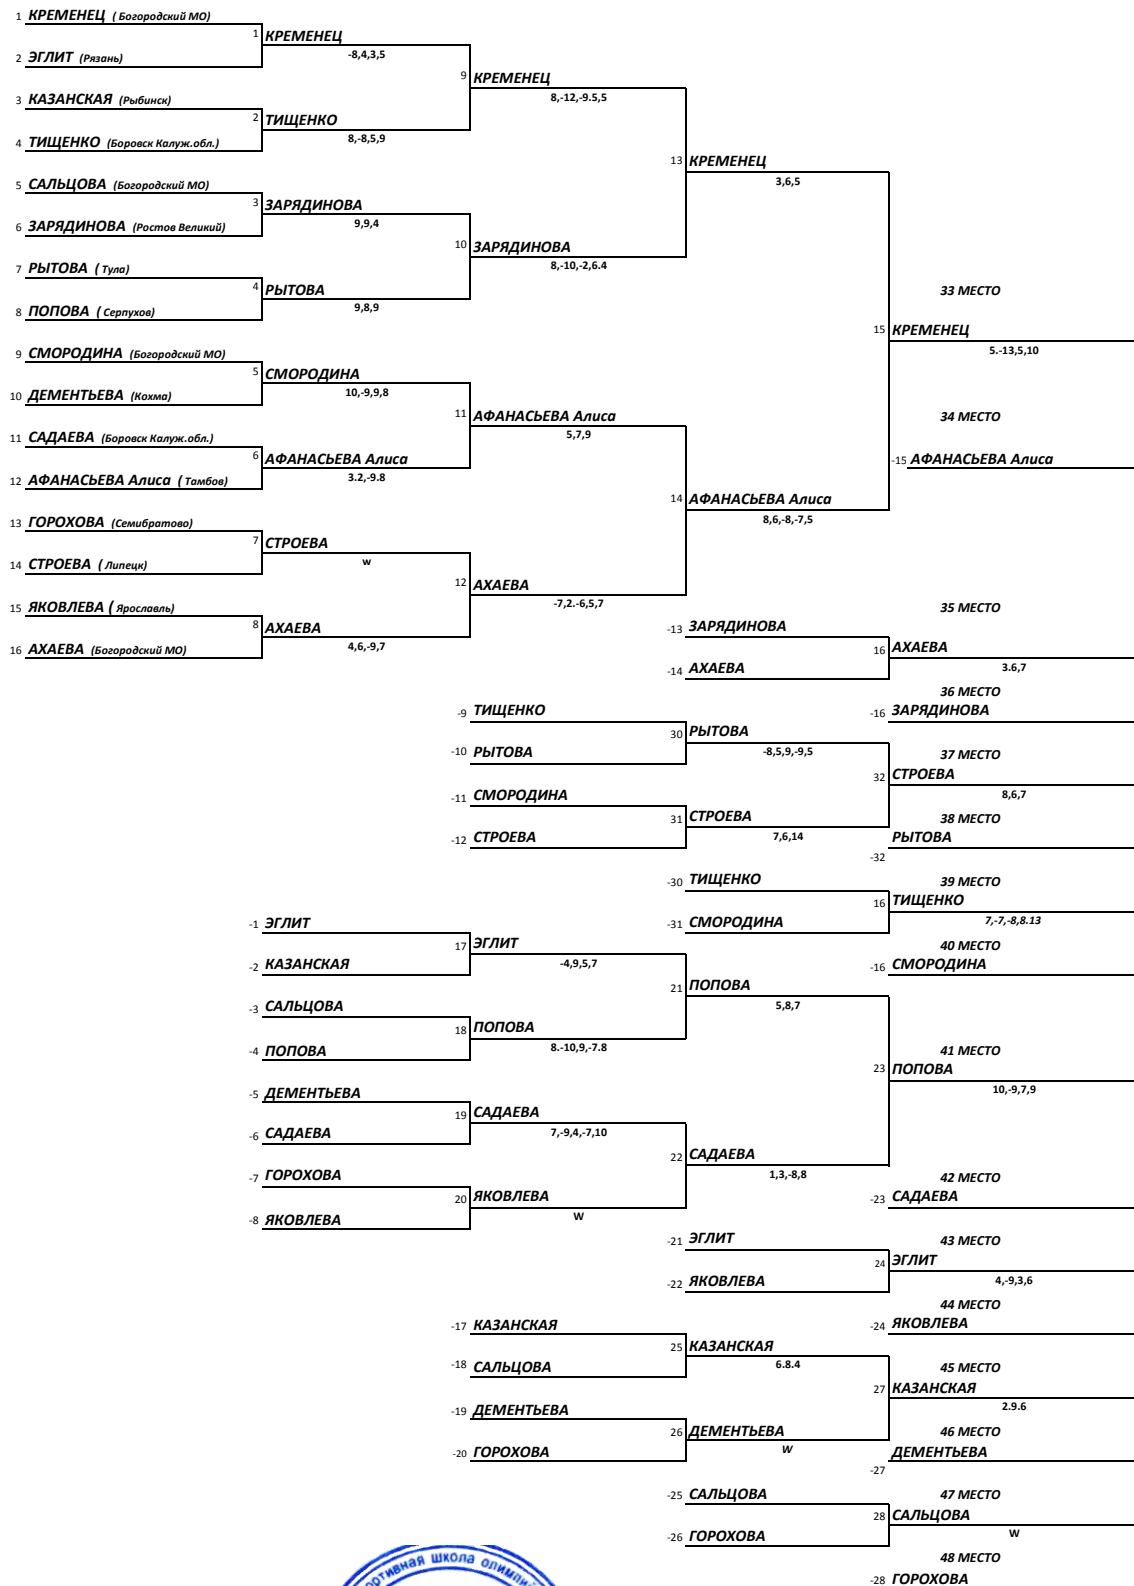 1 КРЕМЕНЕЦ ( Богородский МО)
1 КРЕМЕНЕЦ
-8,4,3,5
2 ЭГЛИТ (Рязань)
9 КРЕМЕНЕЦ
8,-12,-9.5,5
3 КАЗАНСКАЯ (Рыбинск)
2 ТИЩЕНКО
8,-8,5,9
4 ТИЩЕНКО (Боровск Калуж.обл.)
13 КРЕМЕНЕЦ
3,6,5
5 САЛЬЦОВА (Богородский МО)
3 ЗАРЯДИНОВА
9,9,4
6 ЗАРЯДИНОВА (Ростов Великий)
10 ЗАРЯДИНОВА
8,-10,-2,6.4
7 РЫТОВА ( Тула)
4 РЫТОВА
9,8,9
8 ПОПОВА ( Серпухов)
33 МЕСТО
15 КРЕМЕНЕЦ
5.-13,5,10
9 СМОРОДИНА (Богородский МО)
5 СМОРОДИНА
10,-9,9,8
10 ДЕМЕНТЬЕВА (Кохма)
11 АФАНАСЬЕВА Алиса
5,7,9
34 МЕСТО
11 САДАЕВА (Боровск Калуж.обл.)
6 АФАНАСЬЕВА Алиса
3.2,-9.8
-15 АФАНАСЬЕВА Алиса
12 АФАНАСЬЕВА Алиса ( Тамбов)
14 АФАНАСЬЕВА Алиса
8,6,-8,-7,5
13 ГОРОХОВА (Семибратово)
7 СТРОЕВА
w
14 СТРОЕВА ( Липецк)
12 АХАЕВА
-7,2.-6,5,7
15 ЯКОВЛЕВА ( Ярославль)
8 АХАЕВА
4,6,-9,7
16 АХАЕВА (Богородский МО)
35 МЕСТО
-13 ЗАРЯДИНОВА
16 АХАЕВА
3.6,7
-14 АХАЕВА
36 МЕСТО
-16 ЗАРЯДИНОВА
-9 ТИЩЕНКО
30 РЫТОВА
-8,5,9,-9,5
-10 РЫТОВА
37 МЕСТО
32 СТРОЕВА
8,6,7
-11 СМОРОДИНА
31 СТРОЕВА
7,6,14
-12 СТРОЕВА
38 МЕСТО
РЫТОВА
-32
-30 ТИЩЕНКО
39 МЕСТО
16 ТИЩЕНКО
7,-7,-8,8.13
-31 СМОРОДИНА
40 МЕСТО
-16 СМОРОДИНА
-1 ЭГЛИТ
17 ЭГЛИТ
-4,9,5,7
-2 КАЗАНСКАЯ
21 ПОПОВА
5,8,7
-3 САЛЬЦОВА
18 ПОПОВА
8.-10,9,-7.8
-4 ПОПОВА
41 МЕСТО
23 ПОПОВА
10,-9,7,9
-5 ДЕМЕНТЬЕВА
19 САДАЕВА
7,-9,4,-7,10
-6 САДАЕВА
22 САДАЕВА
1,3,-8,8
-7 ГОРОХОВА
20 ЯКОВЛЕВА
W
-8 ЯКОВЛЕВА
42 МЕСТО
-23 САДАЕВА
-21 ЭГЛИТ
43 МЕСТО
24 ЭГЛИТ
4,-9,3,6
-22 ЯКОВЛЕВА
44 МЕСТО
-24 ЯКОВЛЕВА
-17 КАЗАНСКАЯ
25 КАЗАНСКАЯ
6.8.4
-18 САЛЬЦОВА
45 МЕСТО
27 КАЗАНСКАЯ
2.9.6
-19 ДЕМЕНТЬЕВА
26 ДЕМЕНТЬЕВА
W
-20 ГОРОХОВА
46 МЕСТО
ДЕМЕНТЬЕВА
-27
-25 САЛЬЦОВА
47 МЕСТО
28 САЛЬЦОВА
W
-26 ГОРОХОВА
48 МЕСТО
-28 ГОРОХОВА
школа